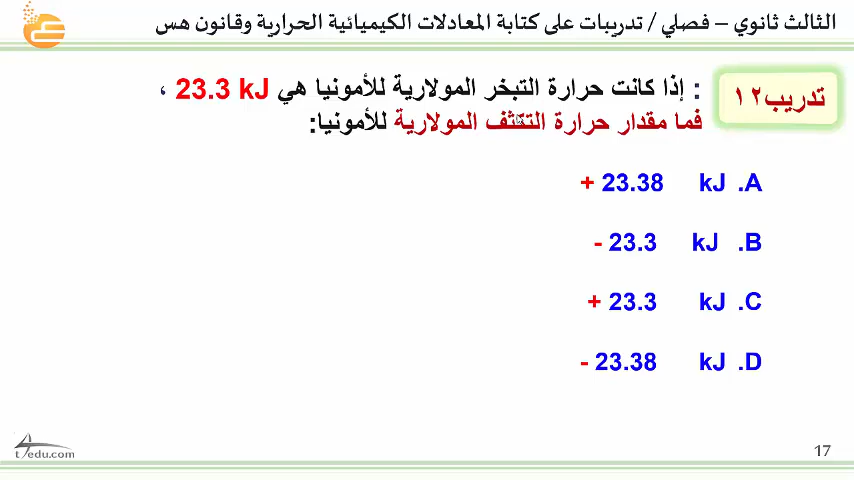 الثالث ثانوي – فصلي / تدريبات على كتابة المعادلات الكيميائية الحرارية وقانون هس
تدريب١٢
: إذا كانت حرارة التبخر المولارية للأمونيا هي 23.3 kJ ،
فما مقدار حرارة التكثف المولارية للأمونيا:
A. kJ + 23.38
B. kJ - 23.3
C. kJ + 23.3
D. kJ - 23.38
t4edu.com
17